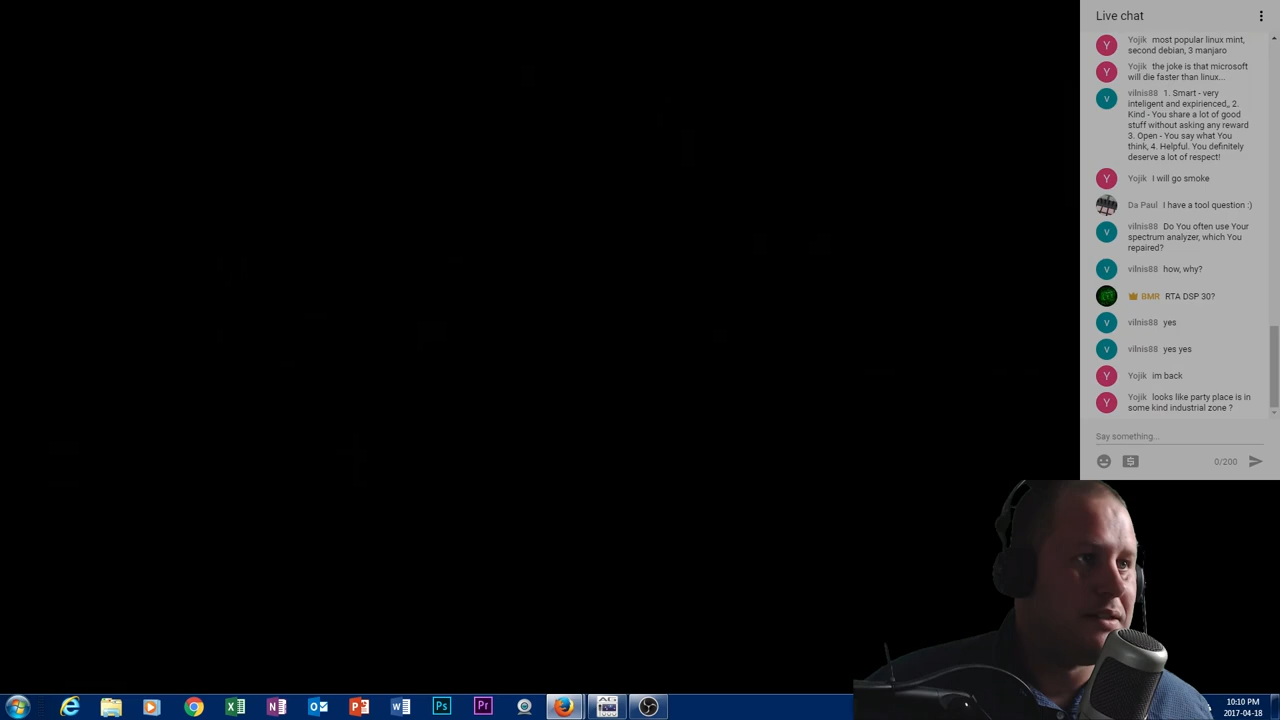 Live chat
Yojik most popular linux mint,
second debian, 3 manjaro
Yojik the joke is that microsoft
will die faster than linux...
vilnis88 1. Smart - very
inteligent and expirienced,, 2.
Kind - You share a lot of good
stuff without asking any reward
3. Open - You say what You
think, 4. Helpful. You definitely
deserve a lot of respect!
Yojik I will go smoke
Da Paul I have a tool question :)
vilnis88 Do You often use Your
spectrum analyzer, which You
repaired?
vilnis88 how, why?
BMR RTA DSP 30?
vilnis88 yes
vilnis88 yes yes
Yojik im back
Yojik looks like party place is in
some kind industrial zone ?
Say something...
0/200
10:10 PM
2017-04-18